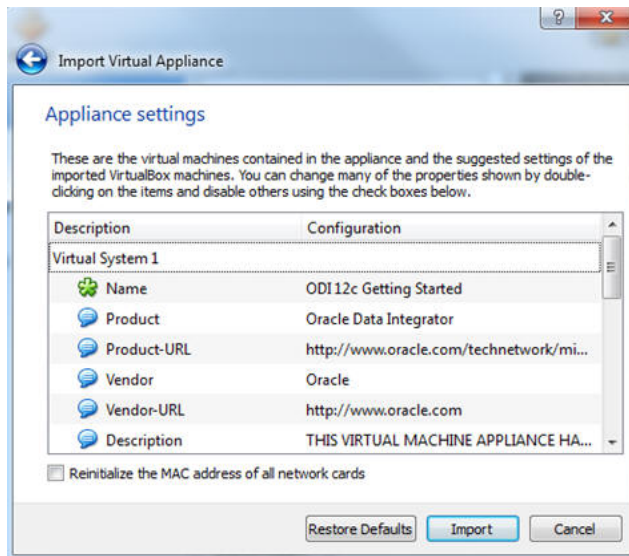 Import Virtual Appliance
Appliance settings
These are the virtual machines contained in the appliance and the suggested settings of the
imported VirtualBox machines. You can change many of the properties shown by double-
clicking on the items and disable others using the check boxes below.
Description Configuration
Virtual System 1
Name ODI12c Getting Started
Product Oracle Data Integrator
Product-URL http://www.oracle.com/technetwork/mi...
Vendor Oracle
Vendor-URL http://www.oracle.com
Description THIS VIRTUAL MACHINE APPLIANCE HA...
Reinitialize the MAC address of all network cards
Restore Defaults Import Cancel